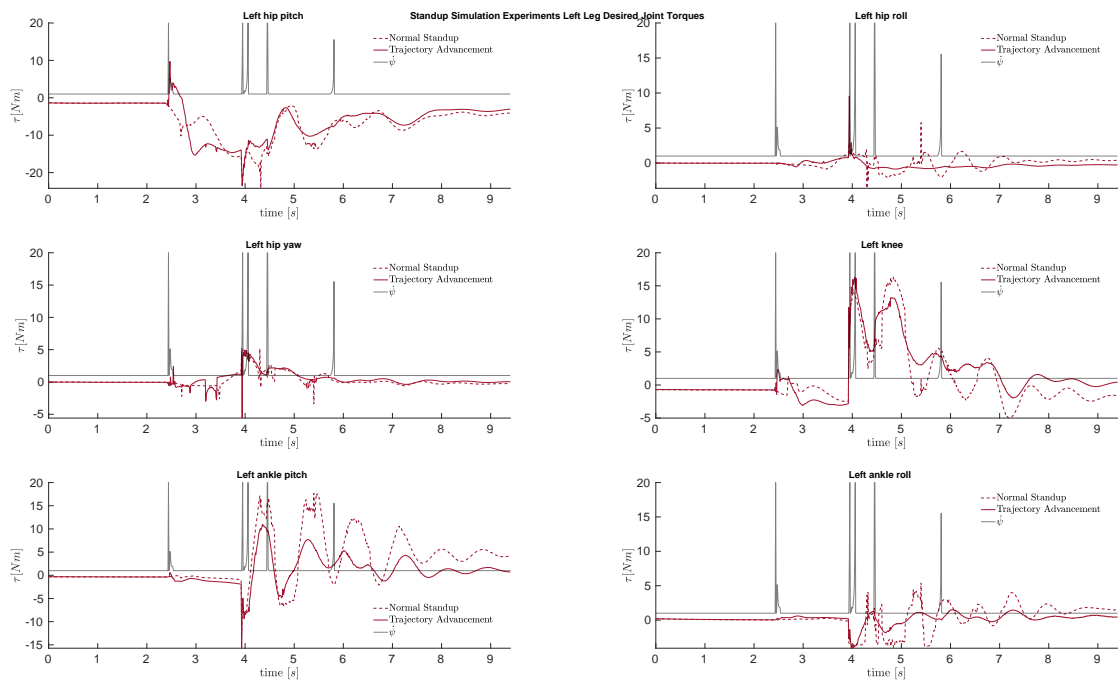 Standup Simulation Experiments Left Leg Desired Joint Torques
Left hip pitch
20
10
0
-10
-20
τ [Nm]
0 1 2 3 4 5 6 7 8 9
time [s]
Normal Standup
Trajectory Advancement
ψ̇
Left hip roll
20
15
10
5
0
τ [Nm]
0 1 2 3 4 5 6 7 8 9
time [s]
Normal Standup
Trajectory Advancement
ψ̇
Left hip yaw
20
15
10
5
0
-5
τ [Nm]
0 1 2 3 4 5 6 7 8 9
time [s]
Normal Standup
Trajectory Advancement
ψ̇
Left knee
20
15
10
5
0
-5
τ [Nm]
0 1 2 3 4 5 6 7 8 9
time [s]
Normal Standup
Trajectory Advancement
ψ̇
Left ankle pitch
20
15
10
5
0
-5
-10
-15
τ [Nm]
0 1 2 3 4 5 6 7 8 9
time [s]
Normal Standup
Trajectory Advancement
ψ̇
Left ankle roll
20
15
10
5
0
τ [Nm]
0 1 2 3 4 5 6 7 8 9
time [s]
Normal Standup
Trajectory Advancement
ψ̇